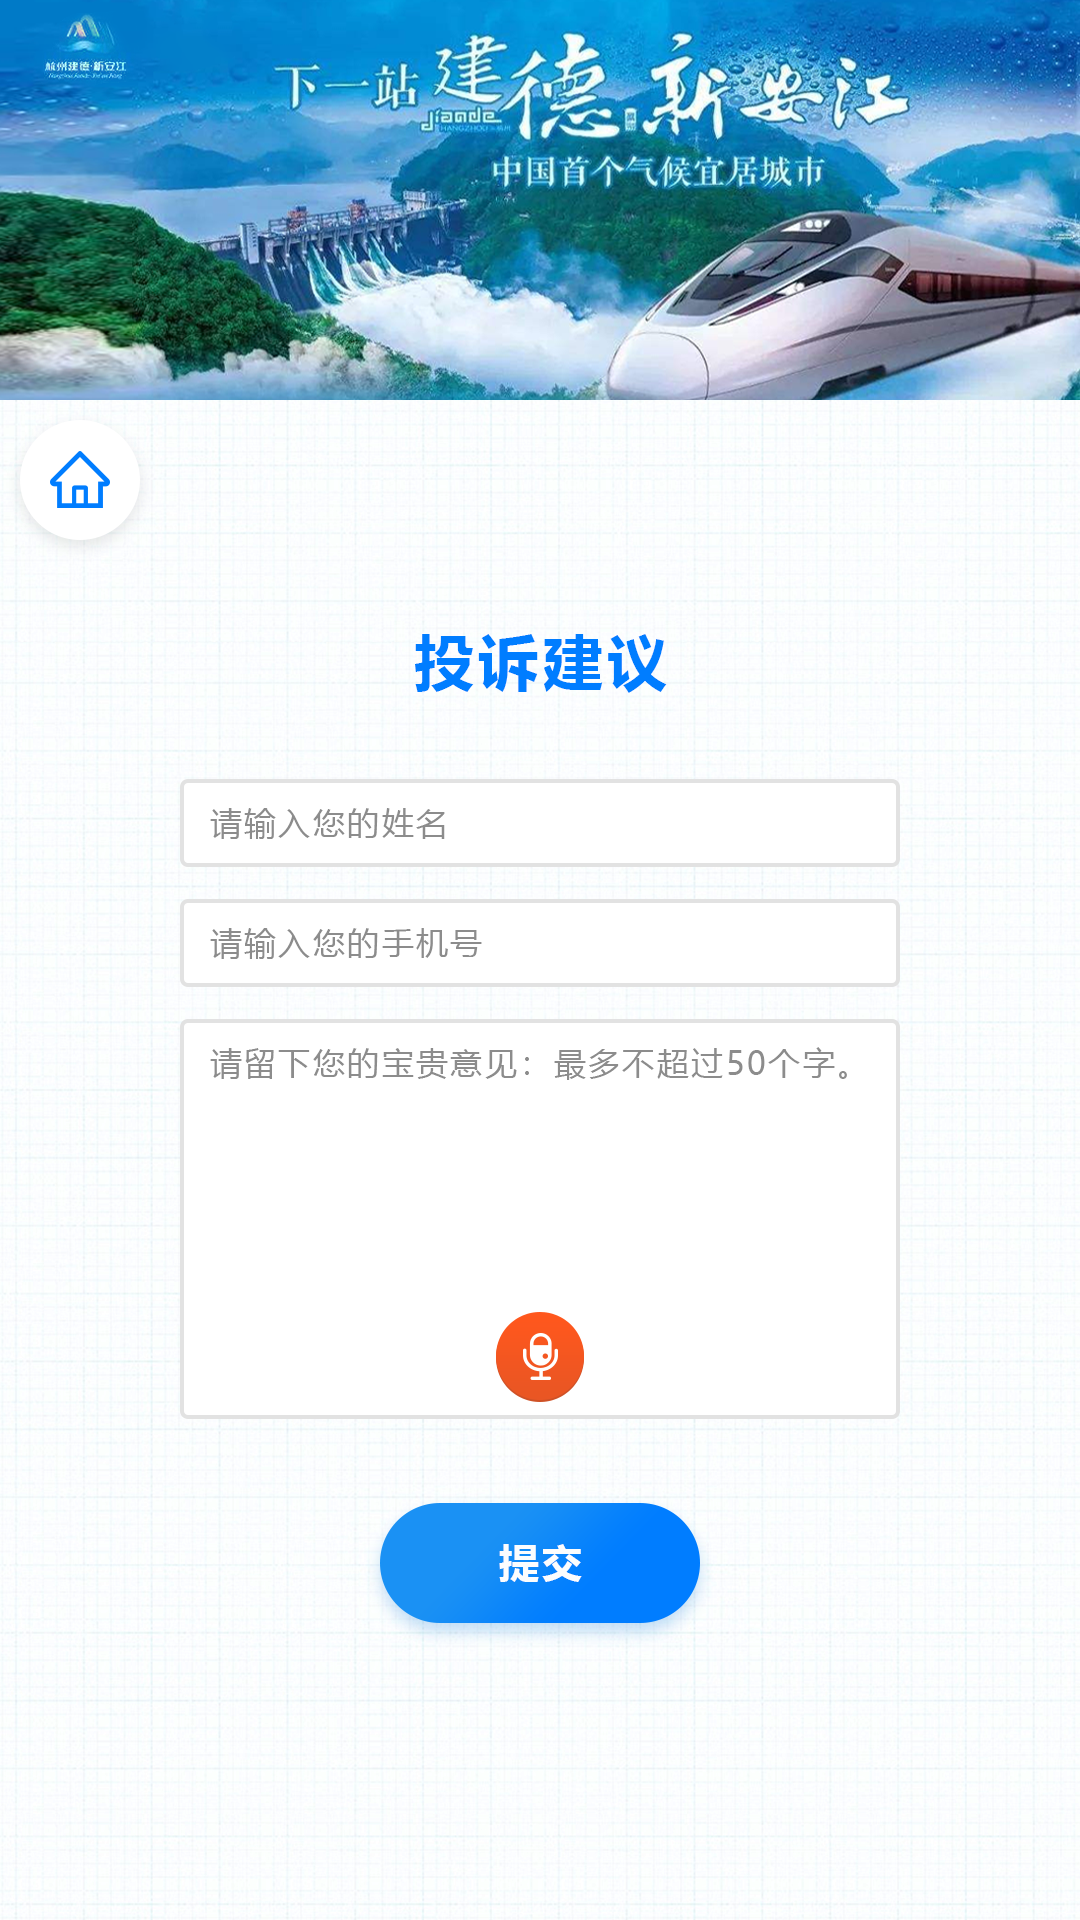 杭州建德·新安江
下一站 建德 新安江
jiande
HANGZHOU
中国首个气候宜居城市
投诉建议
请输入您的姓名
请输入您的手机号
请留下您的宝贵意见：最多不超过50个字。
提交